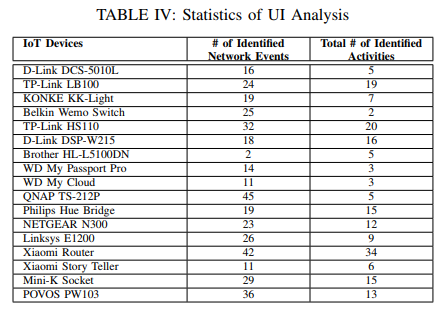 TABLE IV: Statistics of UI Analysis
IoT Devices # of Identified Total # of Identified
Network Events Activities
D-Link DCS-5010L 16 5
TP-Link LB100 24 19
KONKE KK-Light 19 7
Belkin Wemo Switch 25 2
TP-Link HS110 32 20
D-Link DSP-W215 18 16
Brother HL-L5100DN 2 5
WD My Passport Pro 14 3
WD My Cloud 11 3
QNAP TS-212P 45 5
Philips Hue Bridge 19 15
NETGEAR N300 23 12
Linksys E1200 26 9
Xiaomi Router 42 34
Xiaomi Story Teller 11 6
Mini-K Socket 29 15
POVOS PW103 36 13